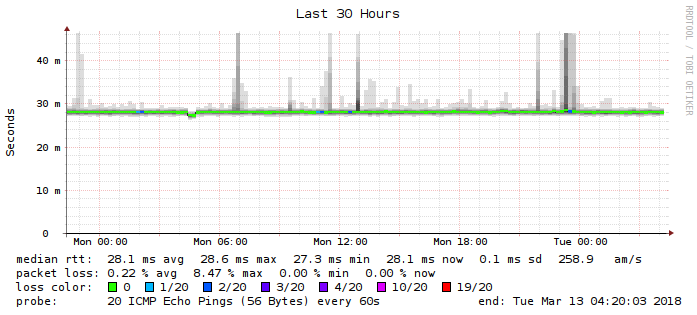 Last 30 Hours
RRDTOOL / TOBI OETIKER
Seconds
40 m
30 m
20 m
10 m
0
Mon 00:00 Mon 06:00 Mon 12:00 Mon 18:00 Tue 00:00
median rtt: 28.1 ms avg 28.6 ms max 27.3 ms min 28.1 ms now 0.1 ms sd 258.9 am/s
packet loss: 0.22 % avg 8.47 % max 0.00 % min 0.00 % now
loss color: 0 1/20 2/20 3/20 4/20 10/20 19/20
probe: 20 ICMP Echo Pings (56 Bytes) every 60s end: Tue Mar 13 04:20:03 2018